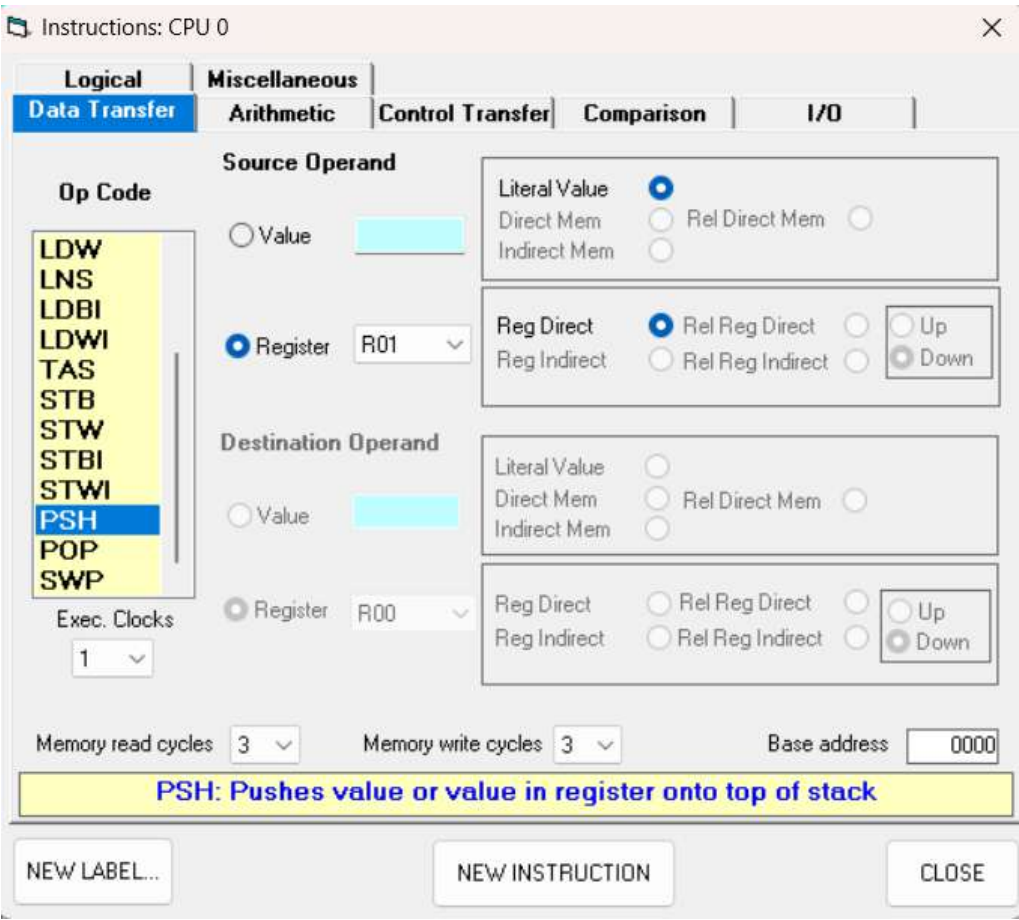 Instructions: CPU 0
Logical Miscellaneous
Data Transfer Arithmetic Control Transfer Comparison I/O
Op Code
LDW
LNS
LDBI
LDWI
TAS
STB
STW
STBI
STWI
PSH
POP
SWP
Exec. Clocks
1
Source Operand
Value
Literal Value
Direct Mem Rel Direct Mem
Indirect Mem
Register R01
Reg Direct Rel Reg Direct Up
Reg Indirect Rel Reg Indirect Down
Destination Operand
Value
Literal Value
Direct Mem Rel Direct Mem
Indirect Mem
Register R00
Reg Direct Rel Reg Direct Up
Reg Indirect Rel Reg Indirect Down
Memory read cycles 3 Memory write cycles 3 Base address 0000
PSH: Pushes value or value in register onto top of stack
NEW LABEL... NEW INSTRUCTION CLOSE